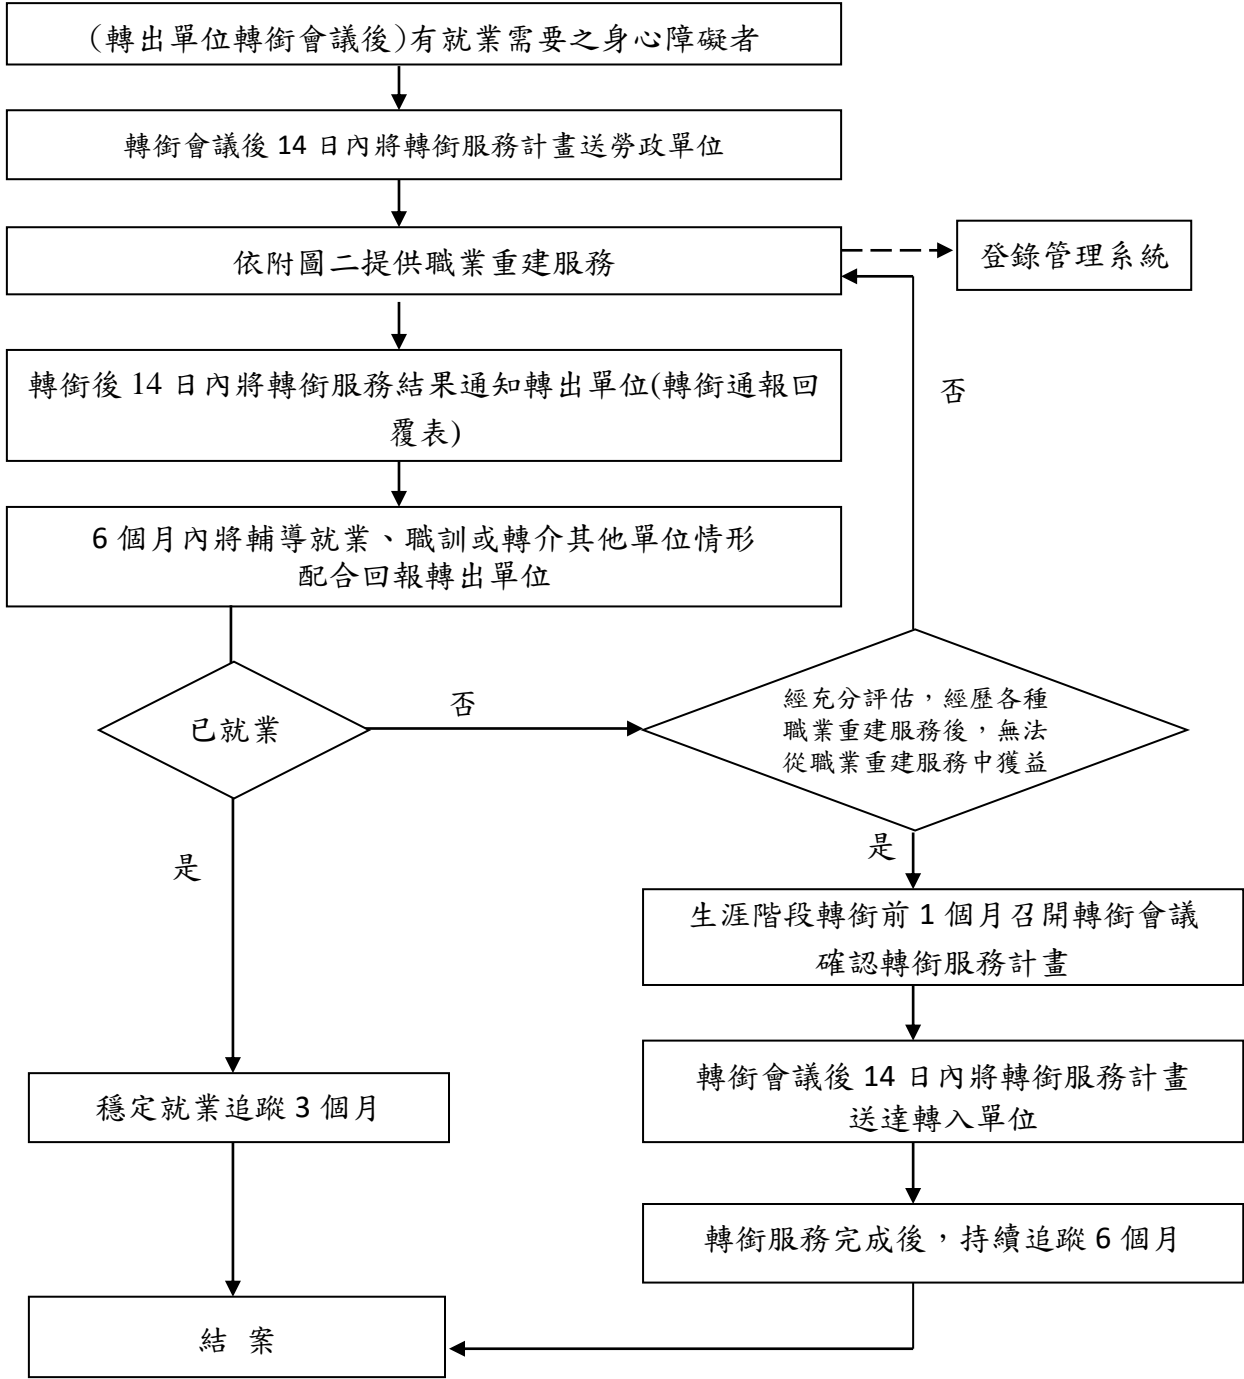 （轉出單位轉銜會議後)有就業需要之身心障礙者
轉銜會議後 14 日內將轉銜服務計畫送勞政單位
依附圖二提供職業重建服務
登錄管理系統
轉銜後 14 日內將轉銜服務結果通知轉出單位(轉銜通報回
覆表)
否
6 個月內將輔導就業、職訓或轉介其他單位情形
配合回報轉出單位
已就業
否
經充分評估，經歷各種
職業重建服務後，無法
從職業重建服務中獲益
是
是
生涯階段轉銜前 1 個月召開轉銜會議
確認轉銜服務計畫
轉銜會議後 14 日內將轉銜服務計畫
送達轉入單位
穩定就業追蹤 3 個月
轉銜服務完成後，持續追蹤 6 個月
結 案